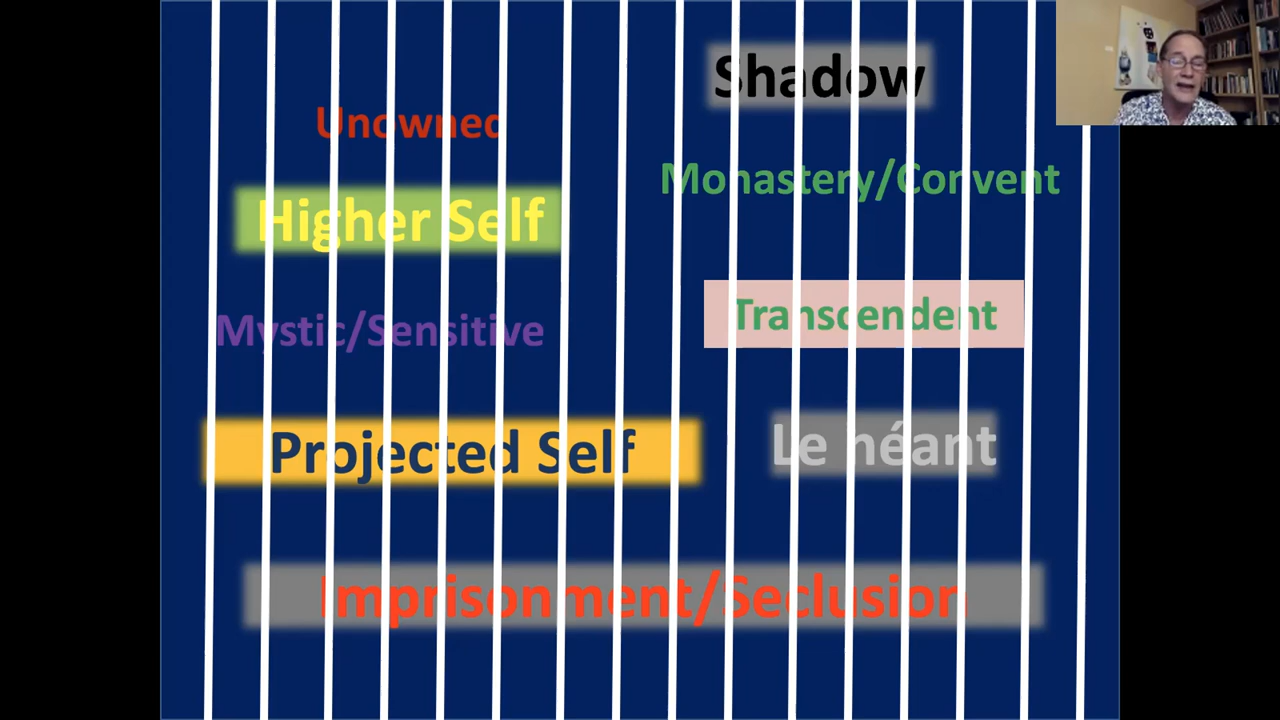 Shadow
Unowned
Monastery/Convent
Higher Self
Transcendent
Mystic/Sensitive
Projected Self
Le néant
Imprisonment/Seclusion